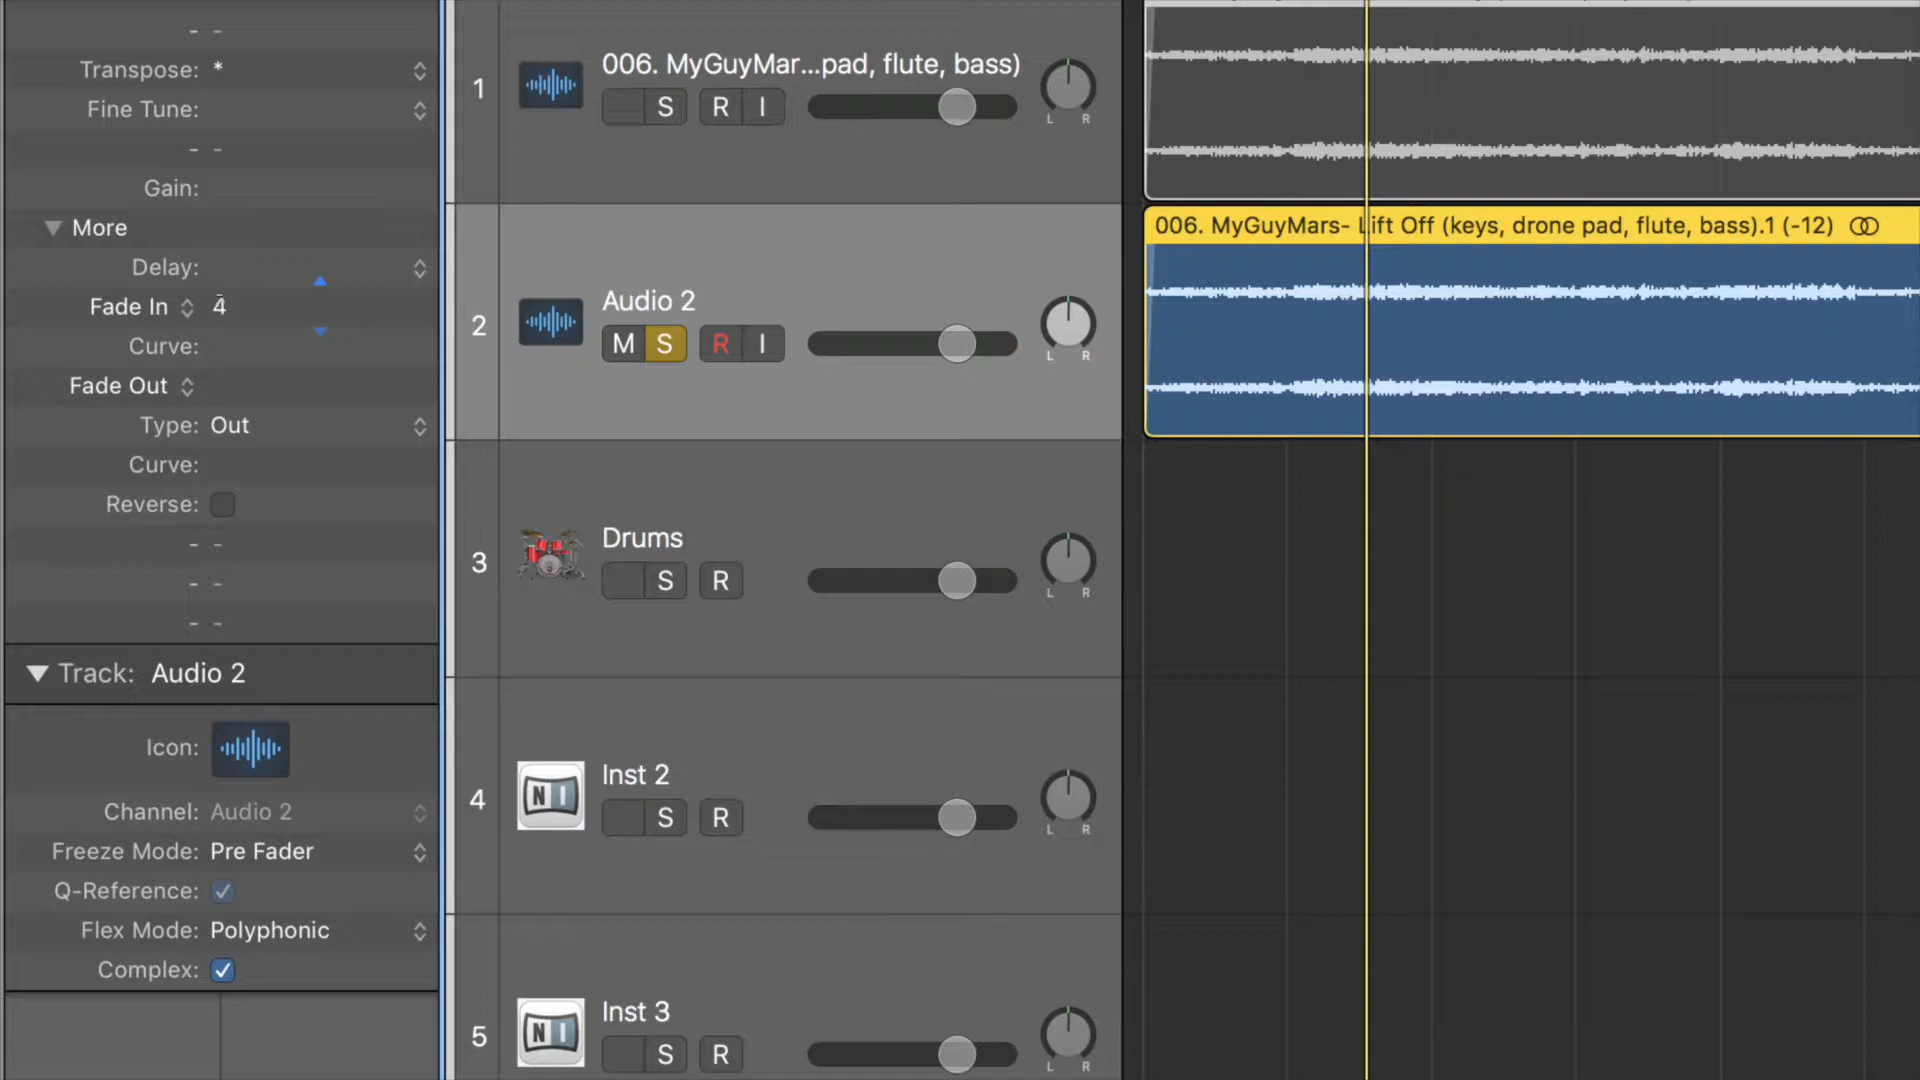 - -
Transpose: *
Fine Tune:
- -
Gain:
More
Delay:
Fade In 4
Curve:
Fade Out
Type: Out
Curve:
Reverse:
- -
- -
- -
Track: Audio 2
Icon:
Channel: Audio 2
Freeze Mode: Pre Fader
Q-Reference:
Flex Mode: Polyphonic
Complex:
1
006. MyGuyMar...pad, flute, bass)
S R I
L R
2
Audio 2
M S R I
L R
3
Drums
S R
L R
4
NI
Inst 2
S R
L R
5
NI
Inst 3
S R
L R
006. MyGuyMars- Lift Off (keys, drone pad, flute, bass).1 (-12)